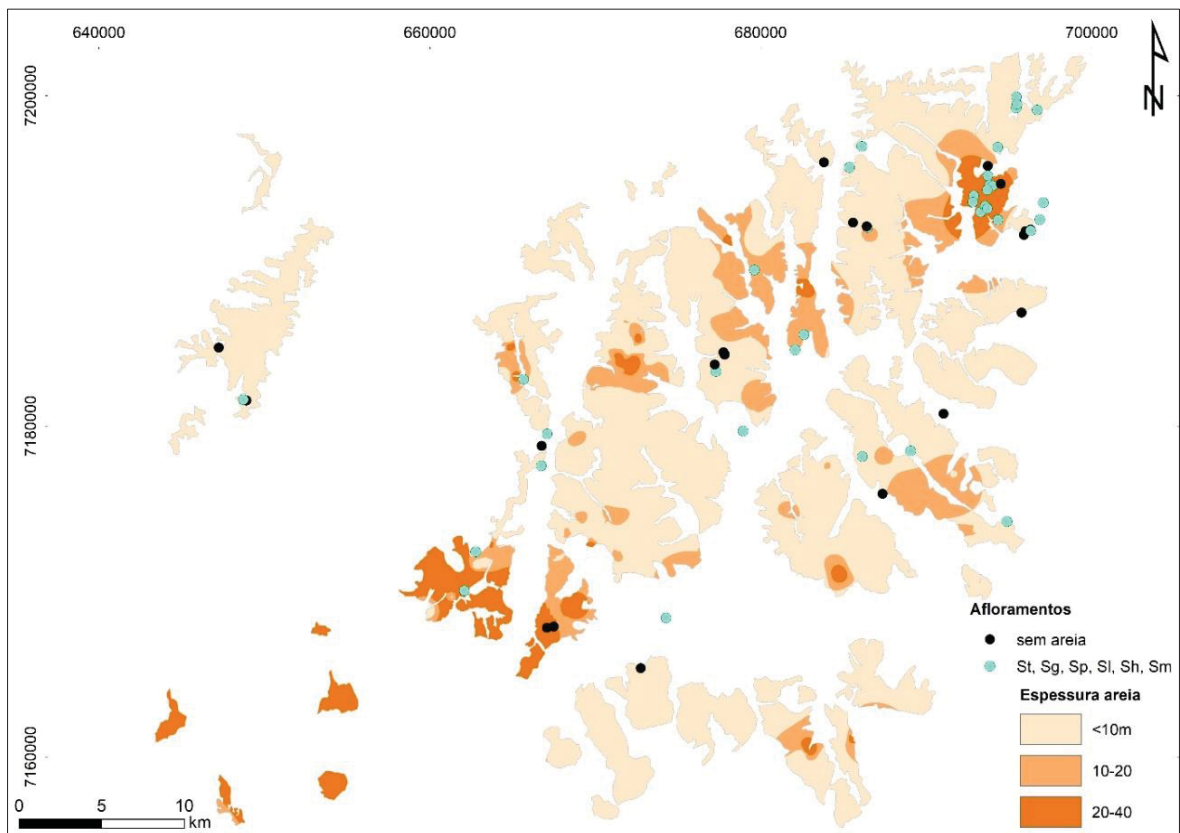 640000 660000 680000 700000
N
7200000
7180000
7160000
Afloramentos
sem areia
St, Sg, Sp, Sl, Sh, Sm
Espessura areia
<10m
10-20
20-40
0 5 10
km